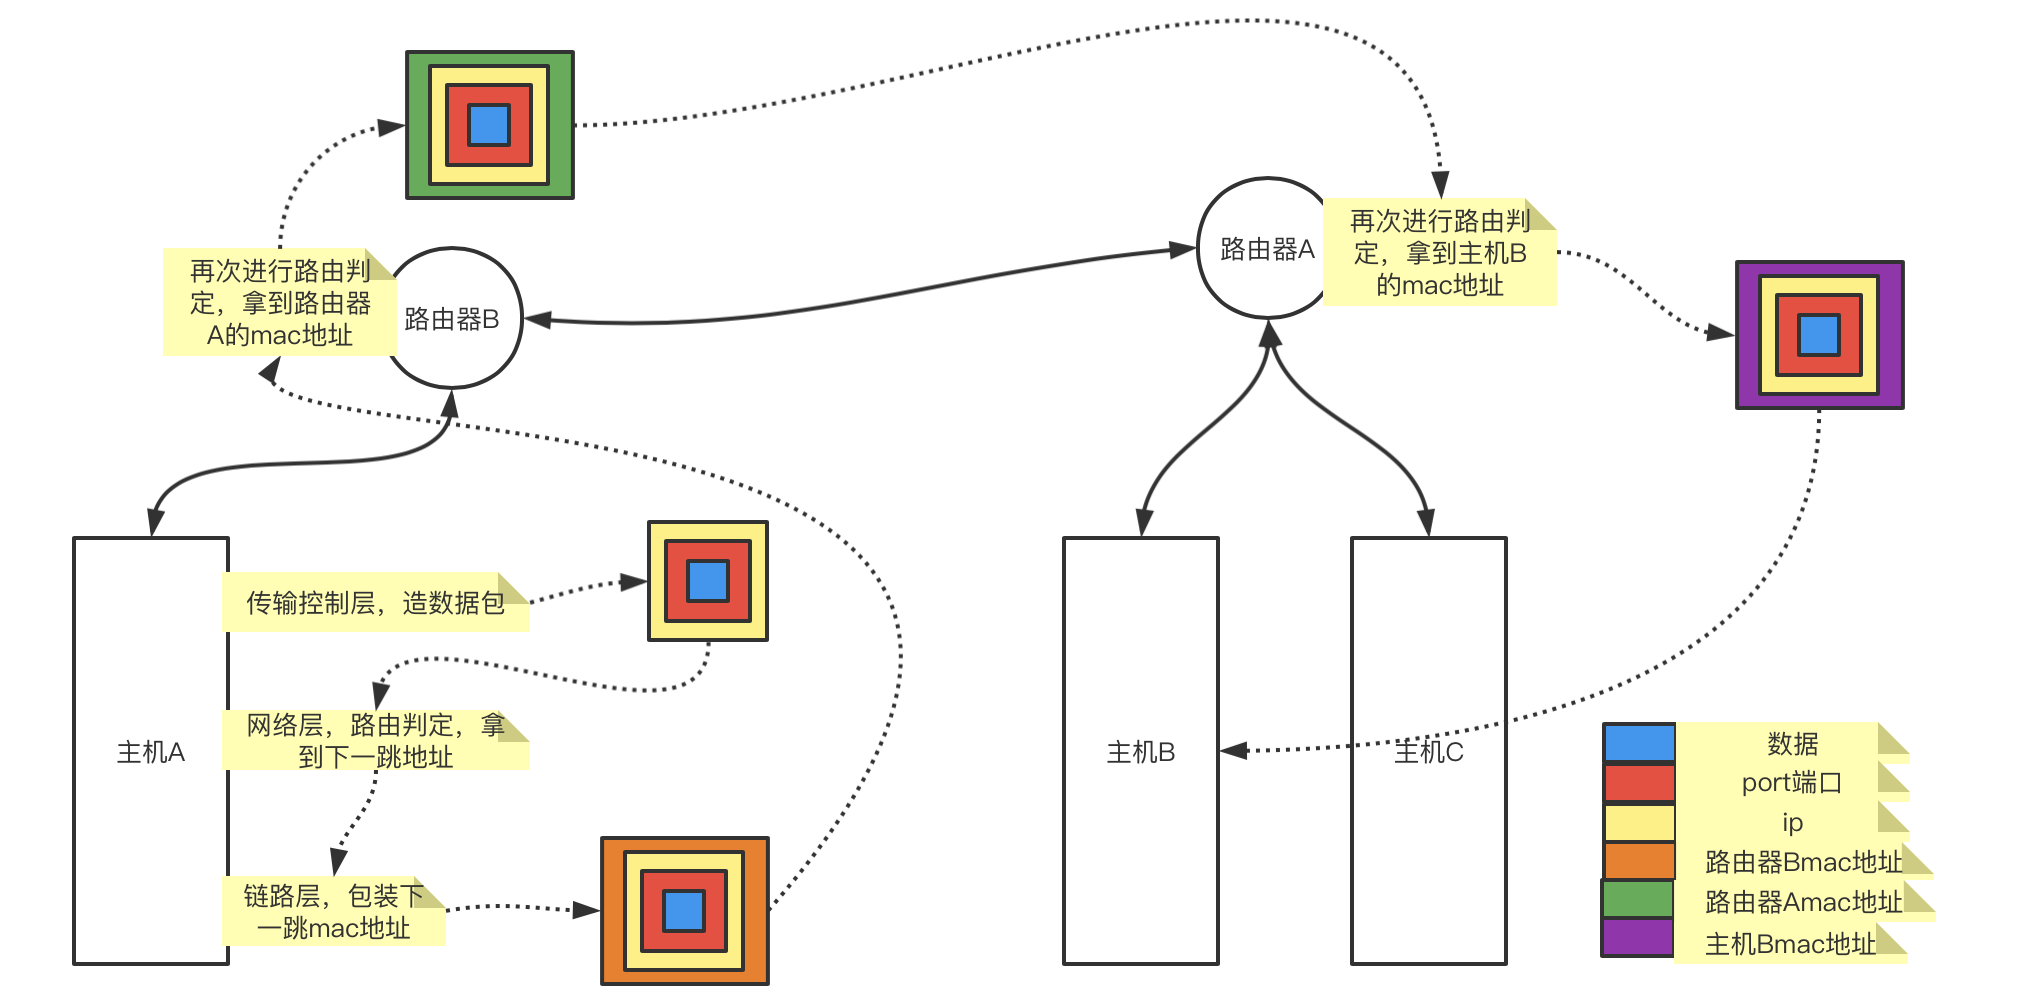 再次进行路由判
定，拿到路由器
A的mac地址
路由器B
路由器A
再次进行路由判
定，拿到主机B
的mac地址
主机A
传输控制层，造数据包
网络层，路由判定，拿
到下一跳地址
链路层，包装下
一跳mac地址
主机B
主机C
数据
port端口
ip
路由器Bmac地址
路由器Amac地址
主机Bmac地址